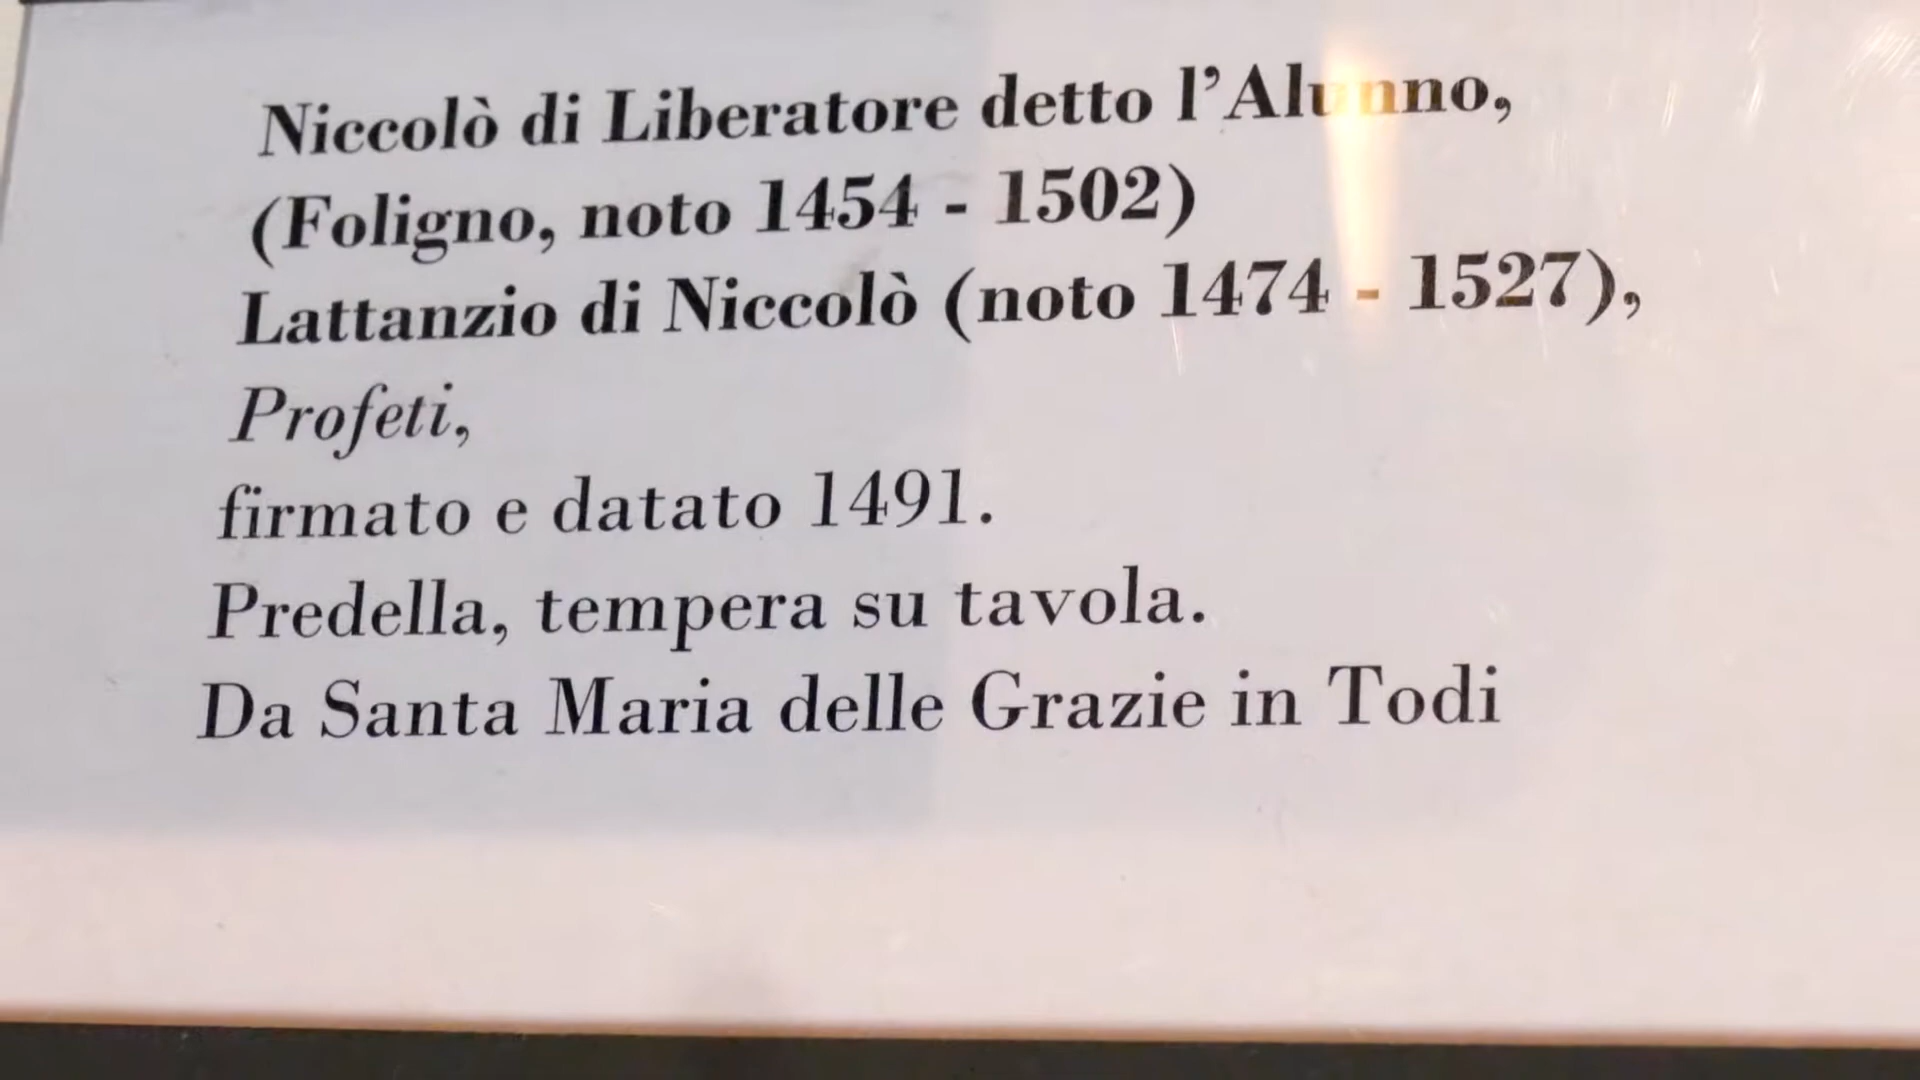 Niccolò di Liberatore detto l'Alunno,
(Foligno, noto 1454 - 1502)
Lattanzio di Niccolò (noto 1474 - 1527),
Profeti,
firmato e datato 1491.
Predella, tempera su tavola.
Da Santa Maria delle Grazie in Todi